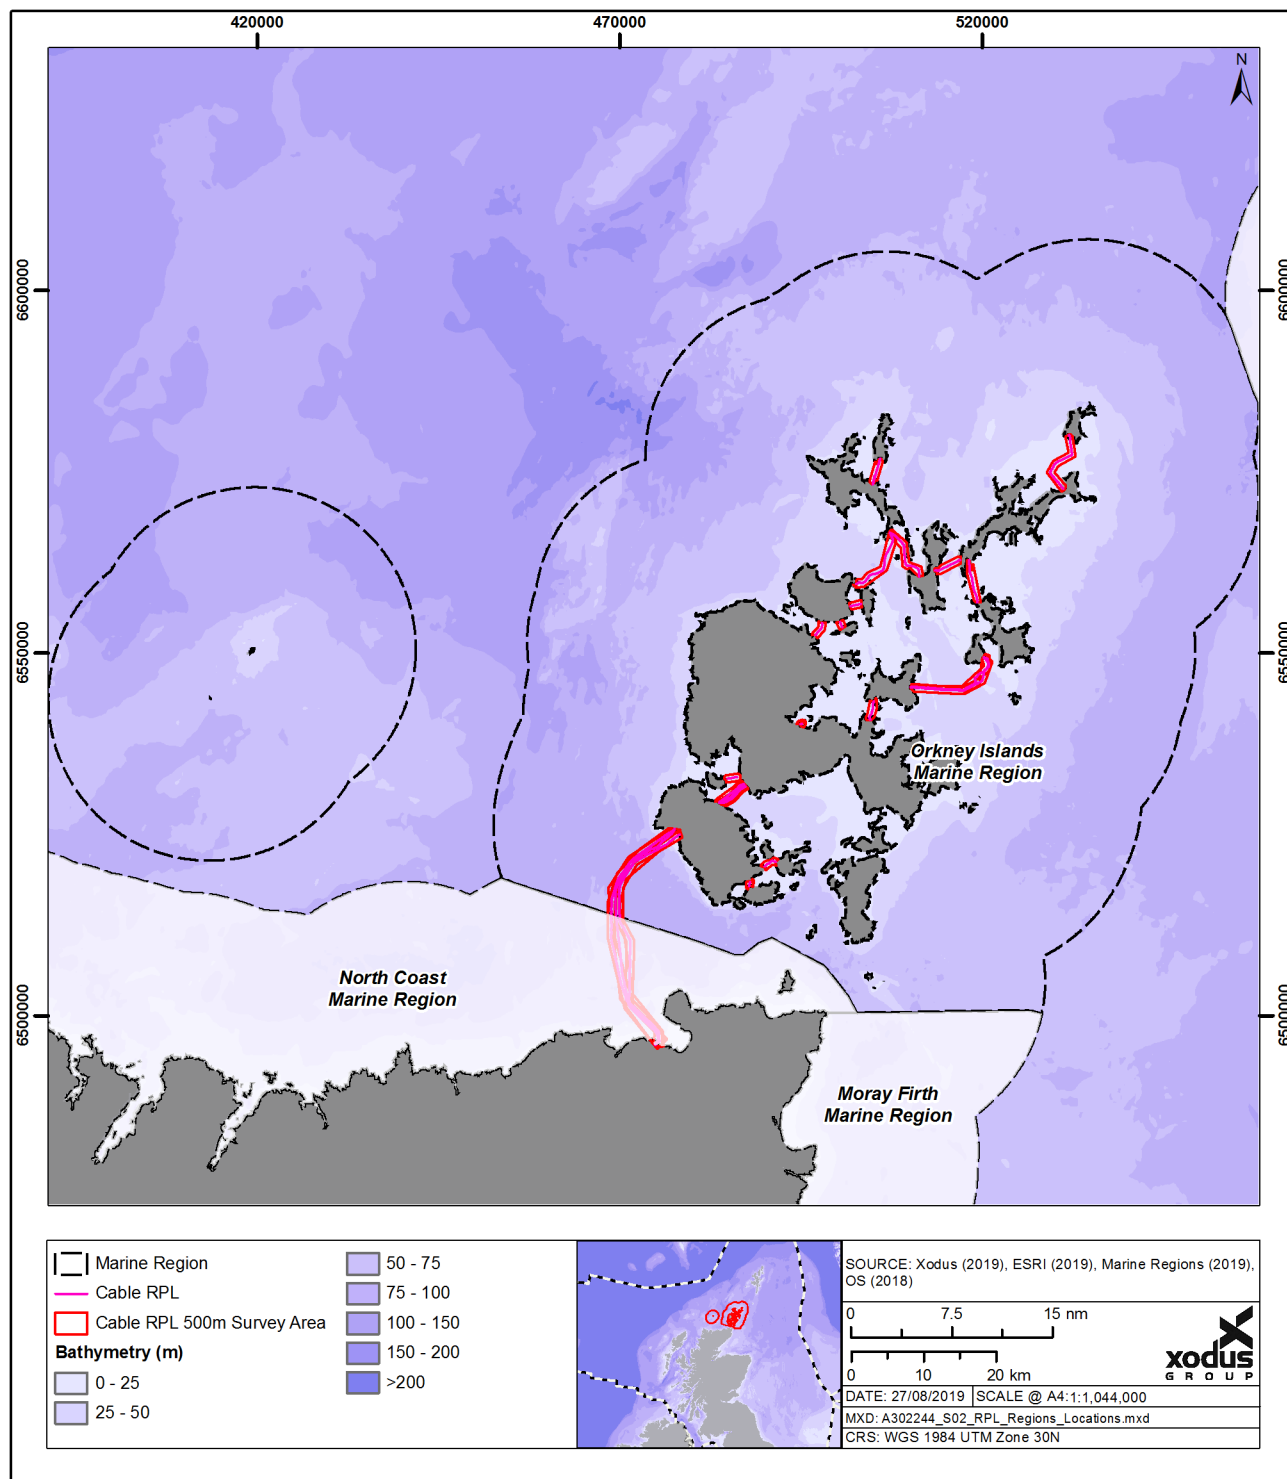 420000
470000
520000
N
6600000
6600000
6550000
6550000
Orkney Islands
Marine Region
North Coast
Marine Region
6500000
6500000
Moray Firth
Marine Region
Marine Region
Cable RPL
Cable RPL 500m Survey Area
Bathymetry (m)
0 - 25
25 - 50
50 - 75
75 - 100
100 - 150
150 - 200
>200
SOURCE: Xodus (2019), ESRI (2019), Marine Regions (2019),
OS (2018)
0 7.5 15 nm
0 10 20 km
xodus
GROUP
DATE: 27/08/2019 SCALE @ A4:1:1,044,000
MXD: A302244_S02_RPL_Regions_Locations.mxd
CRS: WGS 1984 UTM Zone 30N